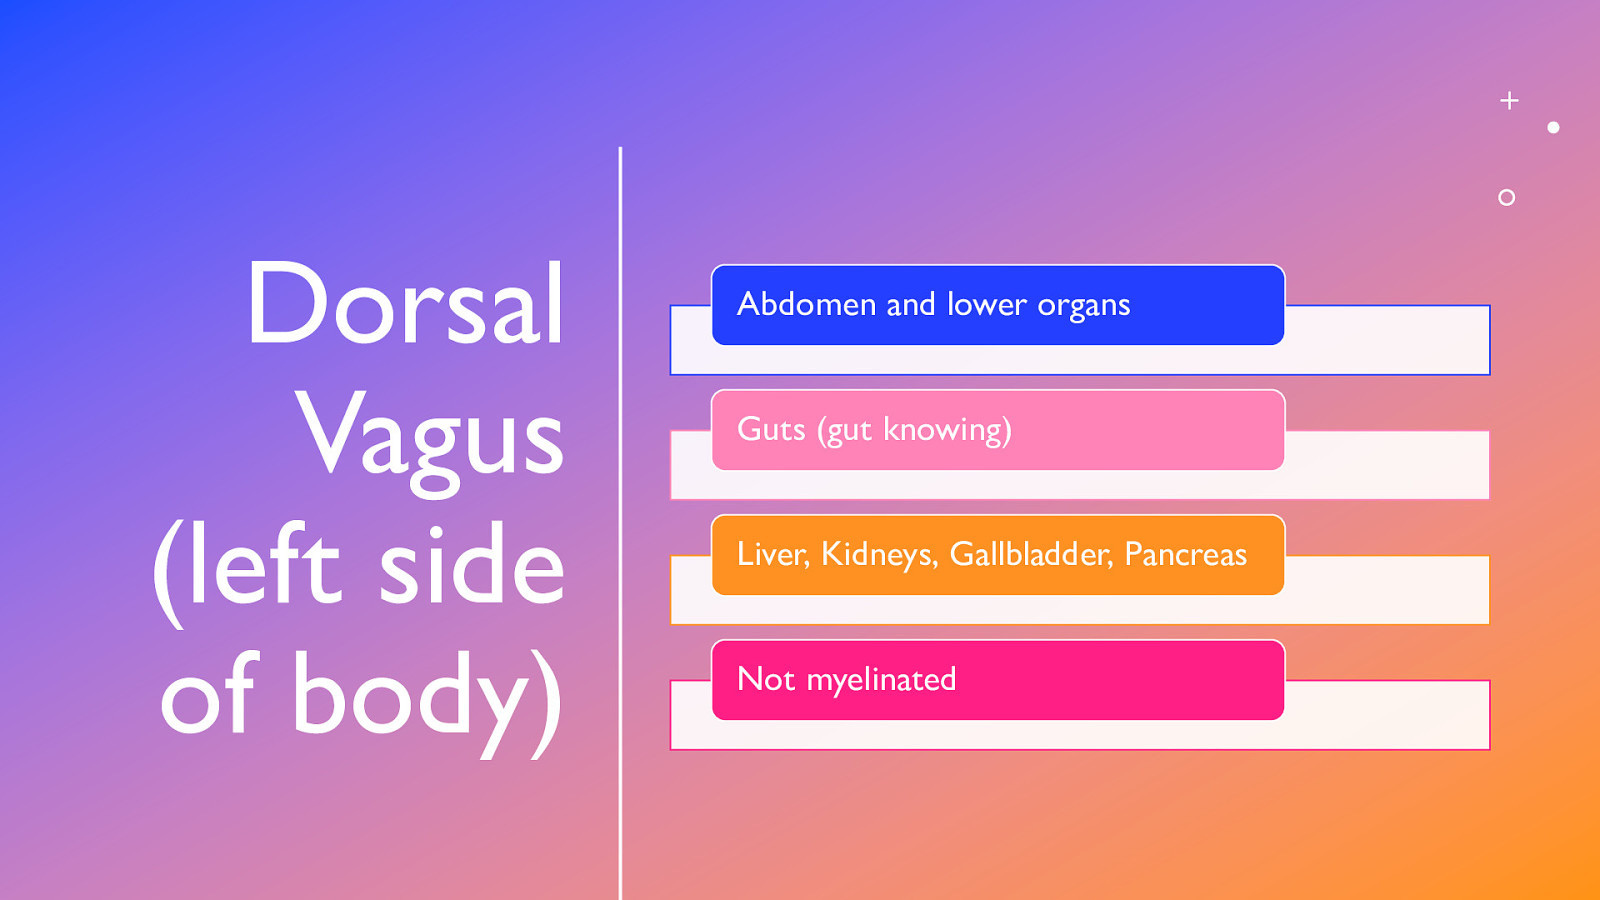 Dorsal
Vagus
(left side
of body)
Abdomen and lower organs
Guts (gut knowing)
Liver, Kidneys, Gallbladder, Pancreas
Not myelinated